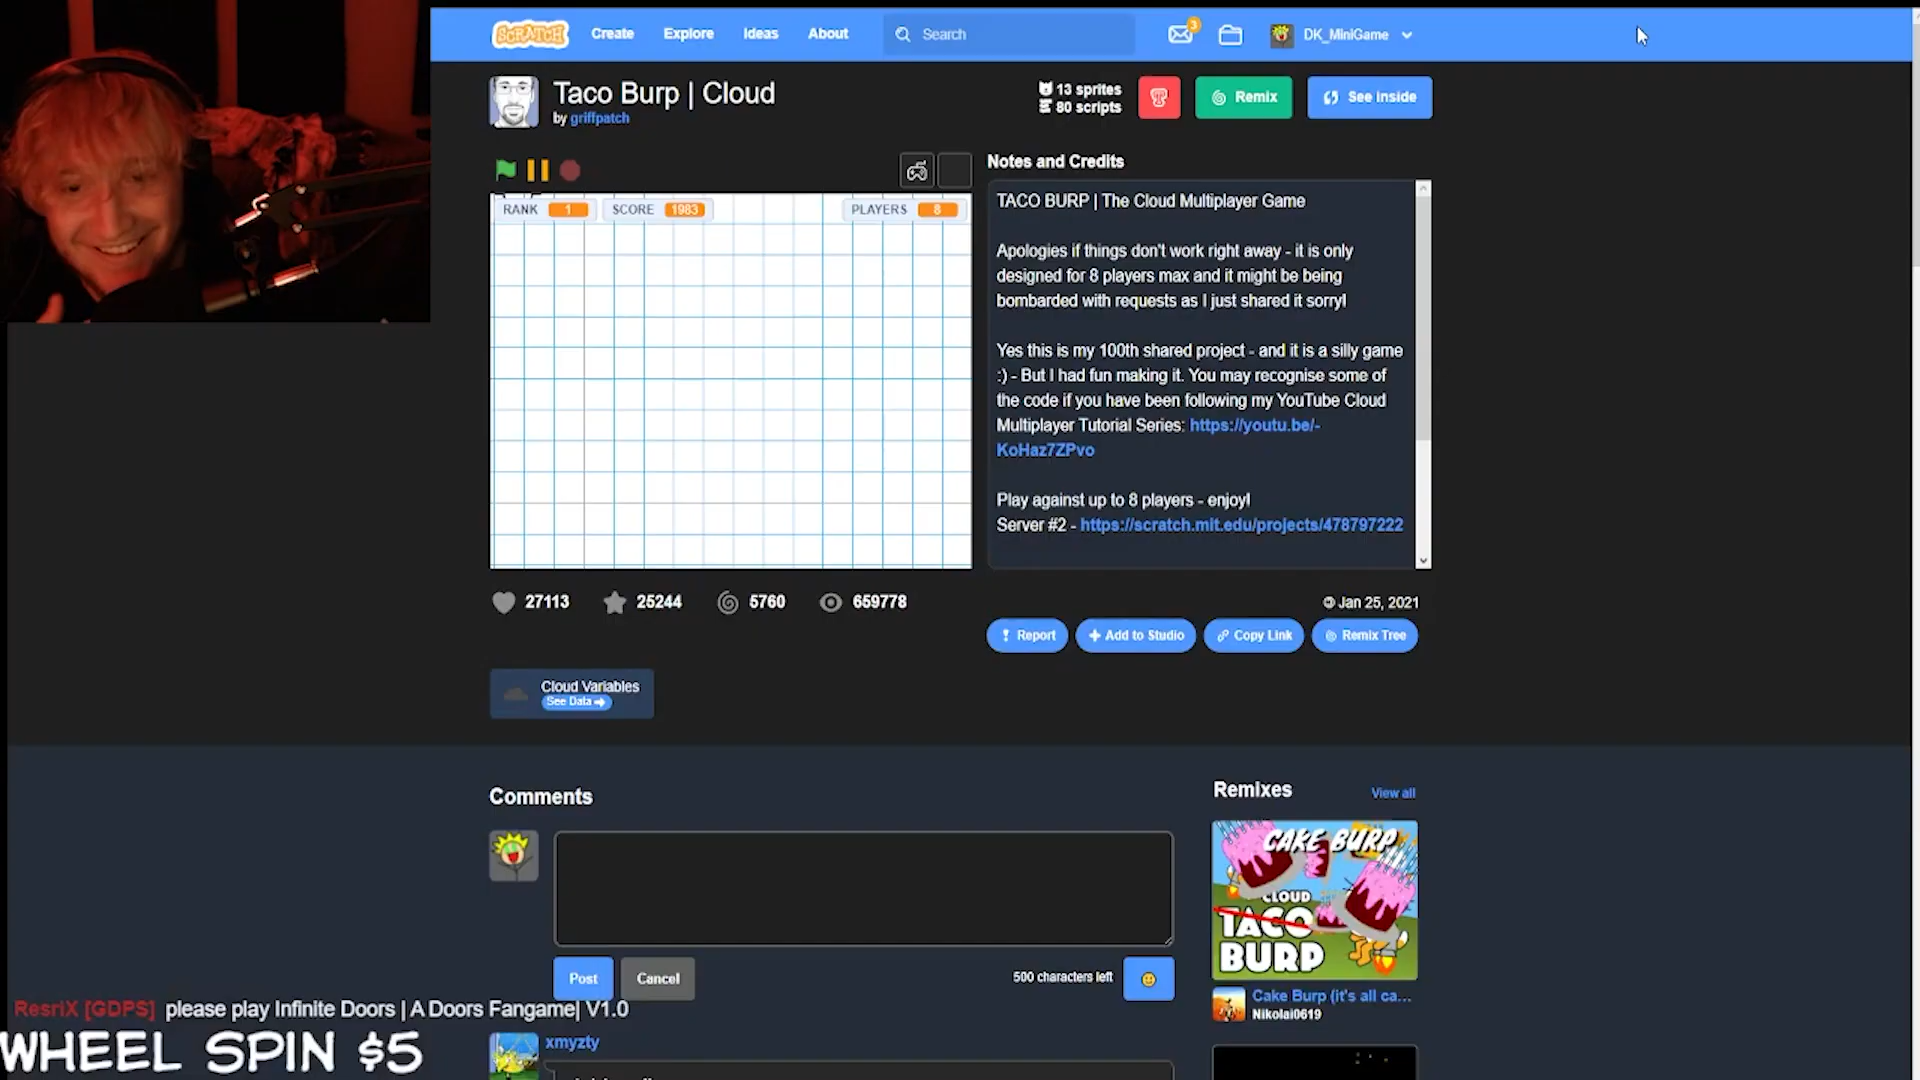 SCRATCH Create Explore Ideas About Search 3 DK_MiniGame
Taco Burp | Cloud
by griffpatch
13 sprites
80 scripts
Remix
See inside
RANK 1 SCORE 1983 PLAYERS 8
Notes and Credits
TACO BURP | The Cloud Multiplayer Game
Apologies if things don't work right away - it is only
designed for 8 players max and it might be being
bombarded with requests as I just shared it sorry!
Yes this is my 100th shared project - and it is a silly game
:) - But I had fun making it. You may recognise some of
the code if you have been following my YouTube Cloud
Multiplayer Tutorial Series: https://youtu.be/-
KoHaz7ZPvo
Play against up to 8 players - enjoy!
Server #2 - https://scratch.mit.edu/projects/478797222
27113 25244 5760 659778
© Jan 25, 2021
Report Add to Studio Copy Link Remix Tree
Cloud Variables
See Data
Comments
Post Cancel 500 characters left
Remixes View all
CAKE BURP
CLOUD
TACO
BURP
Cake Burp (it's all ca...
Nikolai0619
ResriX [GDPS] please play Infinite Doors | A Doors Fangame| V1.0
WHEEL SPIN $5
xmyzty